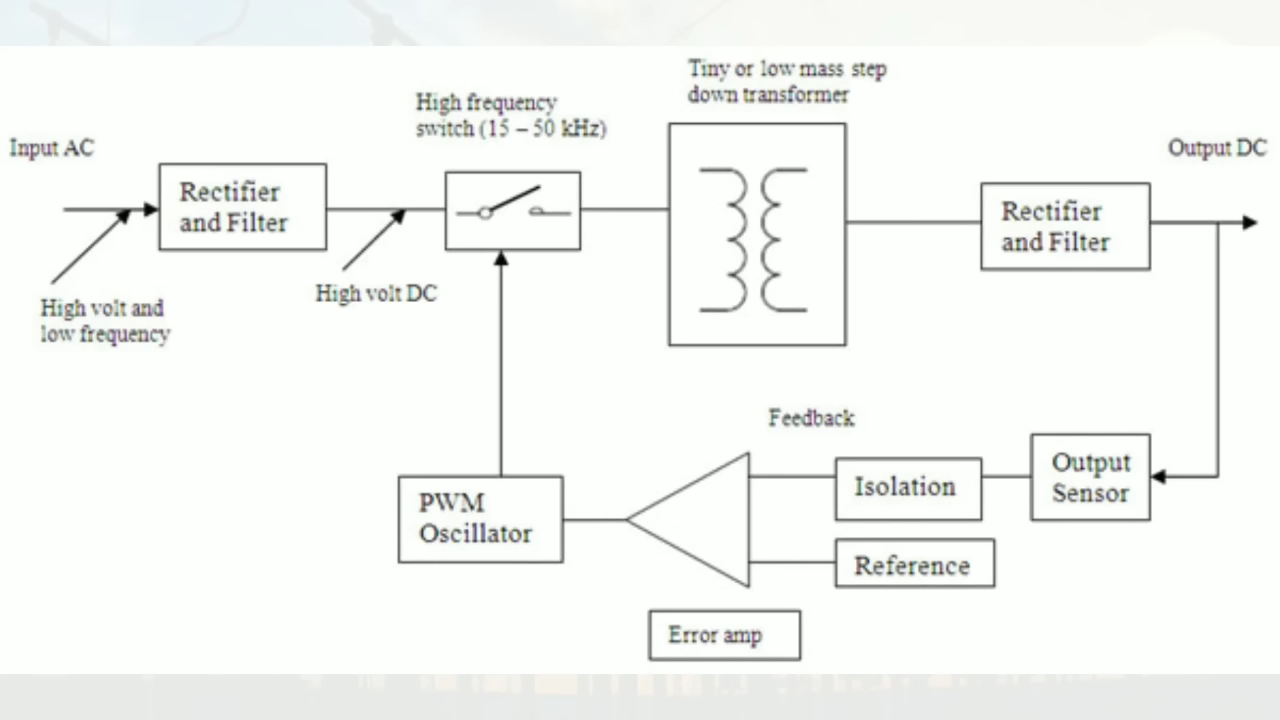 Tiny or low mass step
down transformer
High frequency
switch (15 – 50 kHz)
Input AC
Output DC
Rectifier
and Filter
Rectifier
and Filter
High volt DC
High volt and
low frequency
Feedback
Output
Sensor
Isolation
PWM
Oscillator
Reference
Error amp